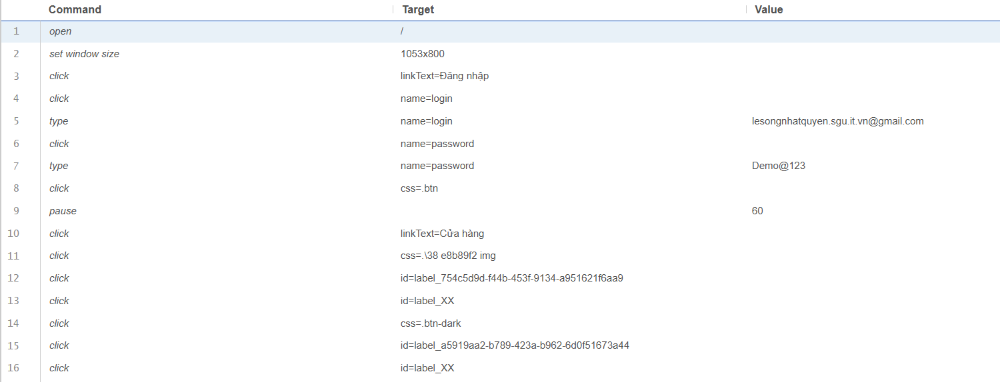 Command Target Value
1 open /
2 set window size 1053x800
3 click linkText=Đăng nhập
4 click name=login
5 type name=login lesongnhatquyen.sgu.it.vn@gmail.com
6 click name=password
7 type name=password Demo@123
8 click css=.btn
9 pause 60
10 click linkText=Cửa hàng
11 click css=.\38 e8b89f2 img
12 click id=label_754c5d9d-f44b-453f-9134-a951621f6aa9
13 click id=label_XX
14 click css=.btn-dark
15 click id=label_a5919aa2-b789-423a-b962-6d0f51673a44
16 click id=label_XX